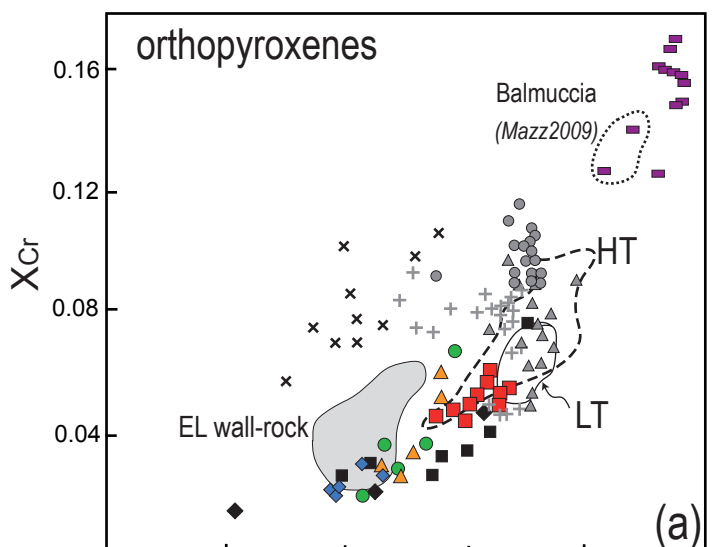 orthopyroxenes
0.16
Balmuccia
(Mazz2009)
0.12
XCr
HT
0.08
EL wall-rock
LT
0.04
(a)